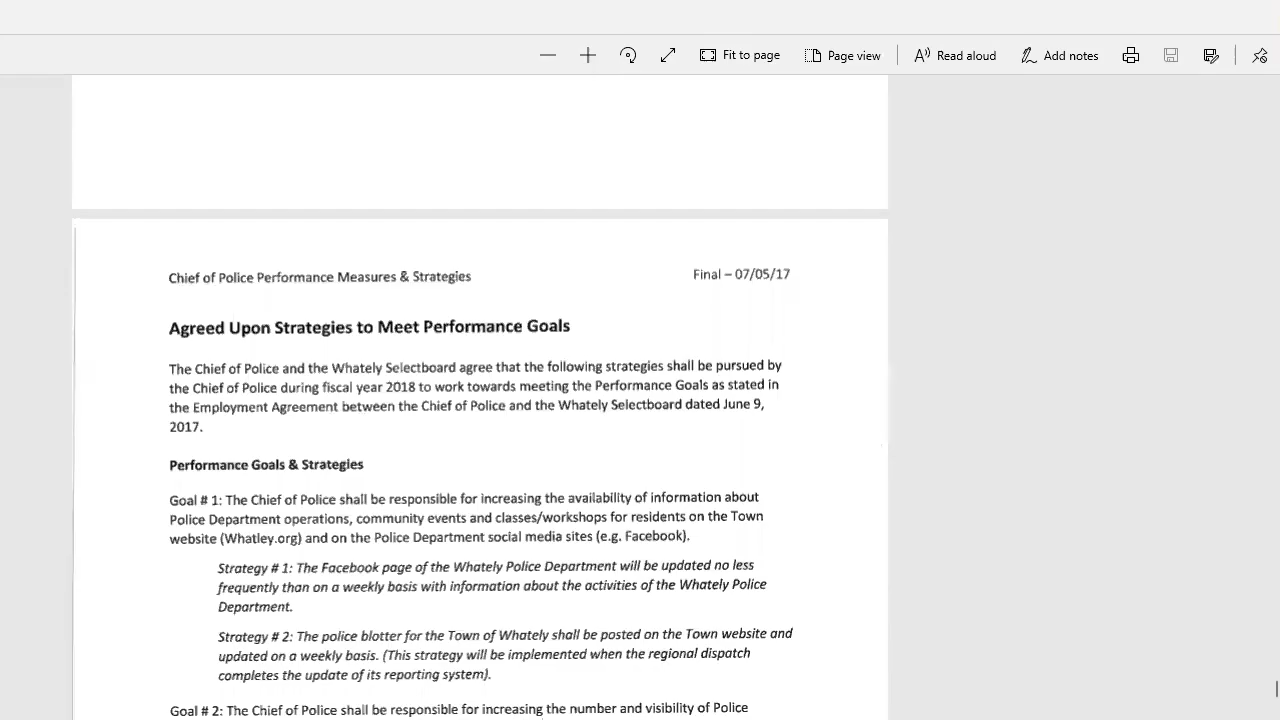 Fit to page
Page view
Read aloud
Add notes
Chief of Police Performance Measures & Strategies
Final – 07/05/17
Agreed Upon Strategies to Meet Performance Goals
The Chief of Police and the Whately Selectboard agree that the following strategies shall be pursued by
the Chief of Police during fiscal year 2018 to work towards meeting the Performance Goals as stated in
the Employment Agreement between the Chief of Police and the Whately Selectboard dated June 9,
2017.
Performance Goals & Strategies
Goal # 1: The Chief of Police shall be responsible for increasing the availability of information about
Police Department operations, community events and classes/workshops for residents on the Town
website (Whatley.org) and on the Police Department social media sites (e.g. Facebook).
Strategy # 1: The Facebook page of the Whately Police Department will be updated no less
frequently than on a weekly basis with information about the activities of the Whately Police
Department.
Strategy # 2: The police blotter for the Town of Whately shall be posted on the Town website and
updated on a weekly basis. (This strategy will be implemented when the regional dispatch
completes the update of its reporting system).
Goal # 2: The Chief of Police shall be responsible for increasing the number and visibility of Police